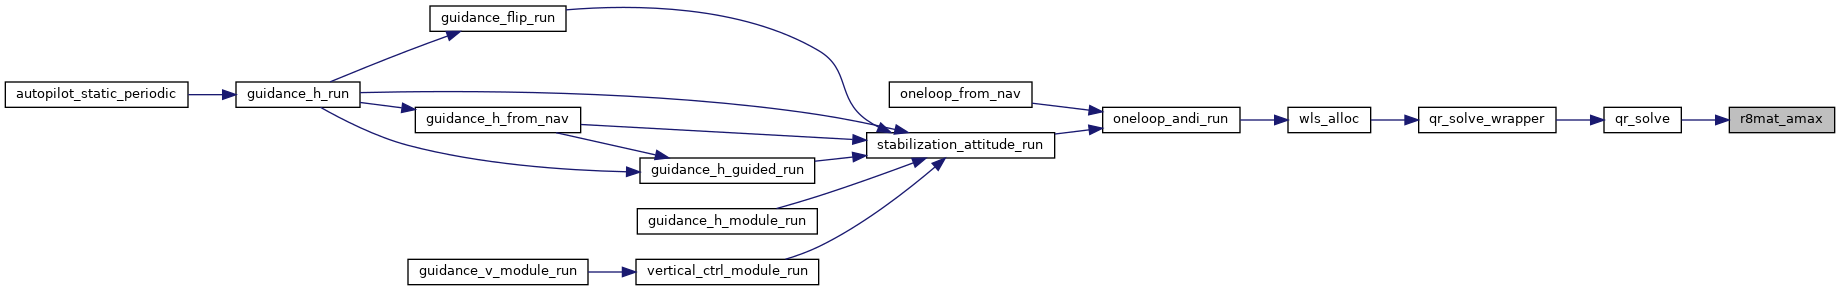 guidance_flip_run
autopilot_static_periodic
guidance_h_run
oneloop_from_nav
guidance_h_from_nav
oneloop_andi_run
wls_alloc
qr_solve_wrapper
qr_solve
r8mat_amax
stabilization_attitude_run
guidance_h_guided_run
guidance_h_module_run
guidance_v_module_run
vertical_ctrl_module_run